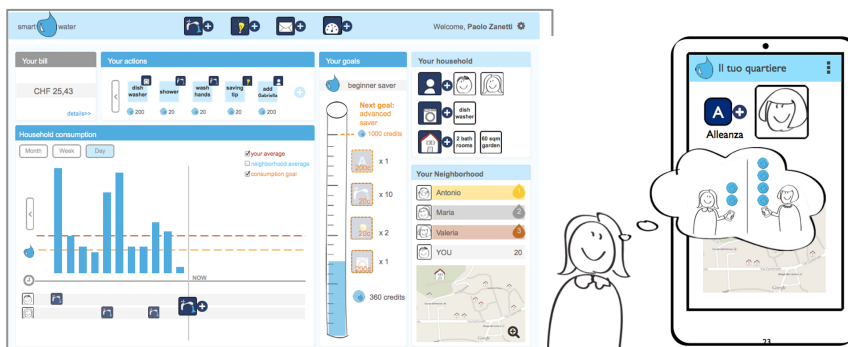 smart water
Welcome, Paolo Zanetti
Your bill
CHF 25,43
details>>
Your actions
dish washer
shower
wash hands
saving tip
add Gabriella
200
20
20
20
200
Household consumption
Month
Week
Day
your average
neighborhood average
consumption goal
NOW
Your goals
beginner saver
Next goal:
advanced
saver
1000 credits
A
200c
x 1
20c
x 10
20c
x 2
x 1
360 credits
Your household
dish
washer
2 bath
rooms
60 sqm
garden
Your Neighborhood
Antonio
1
Maria
2
Valeria
3
YOU
20
Il tuo quartiere
A
Alleanza
23